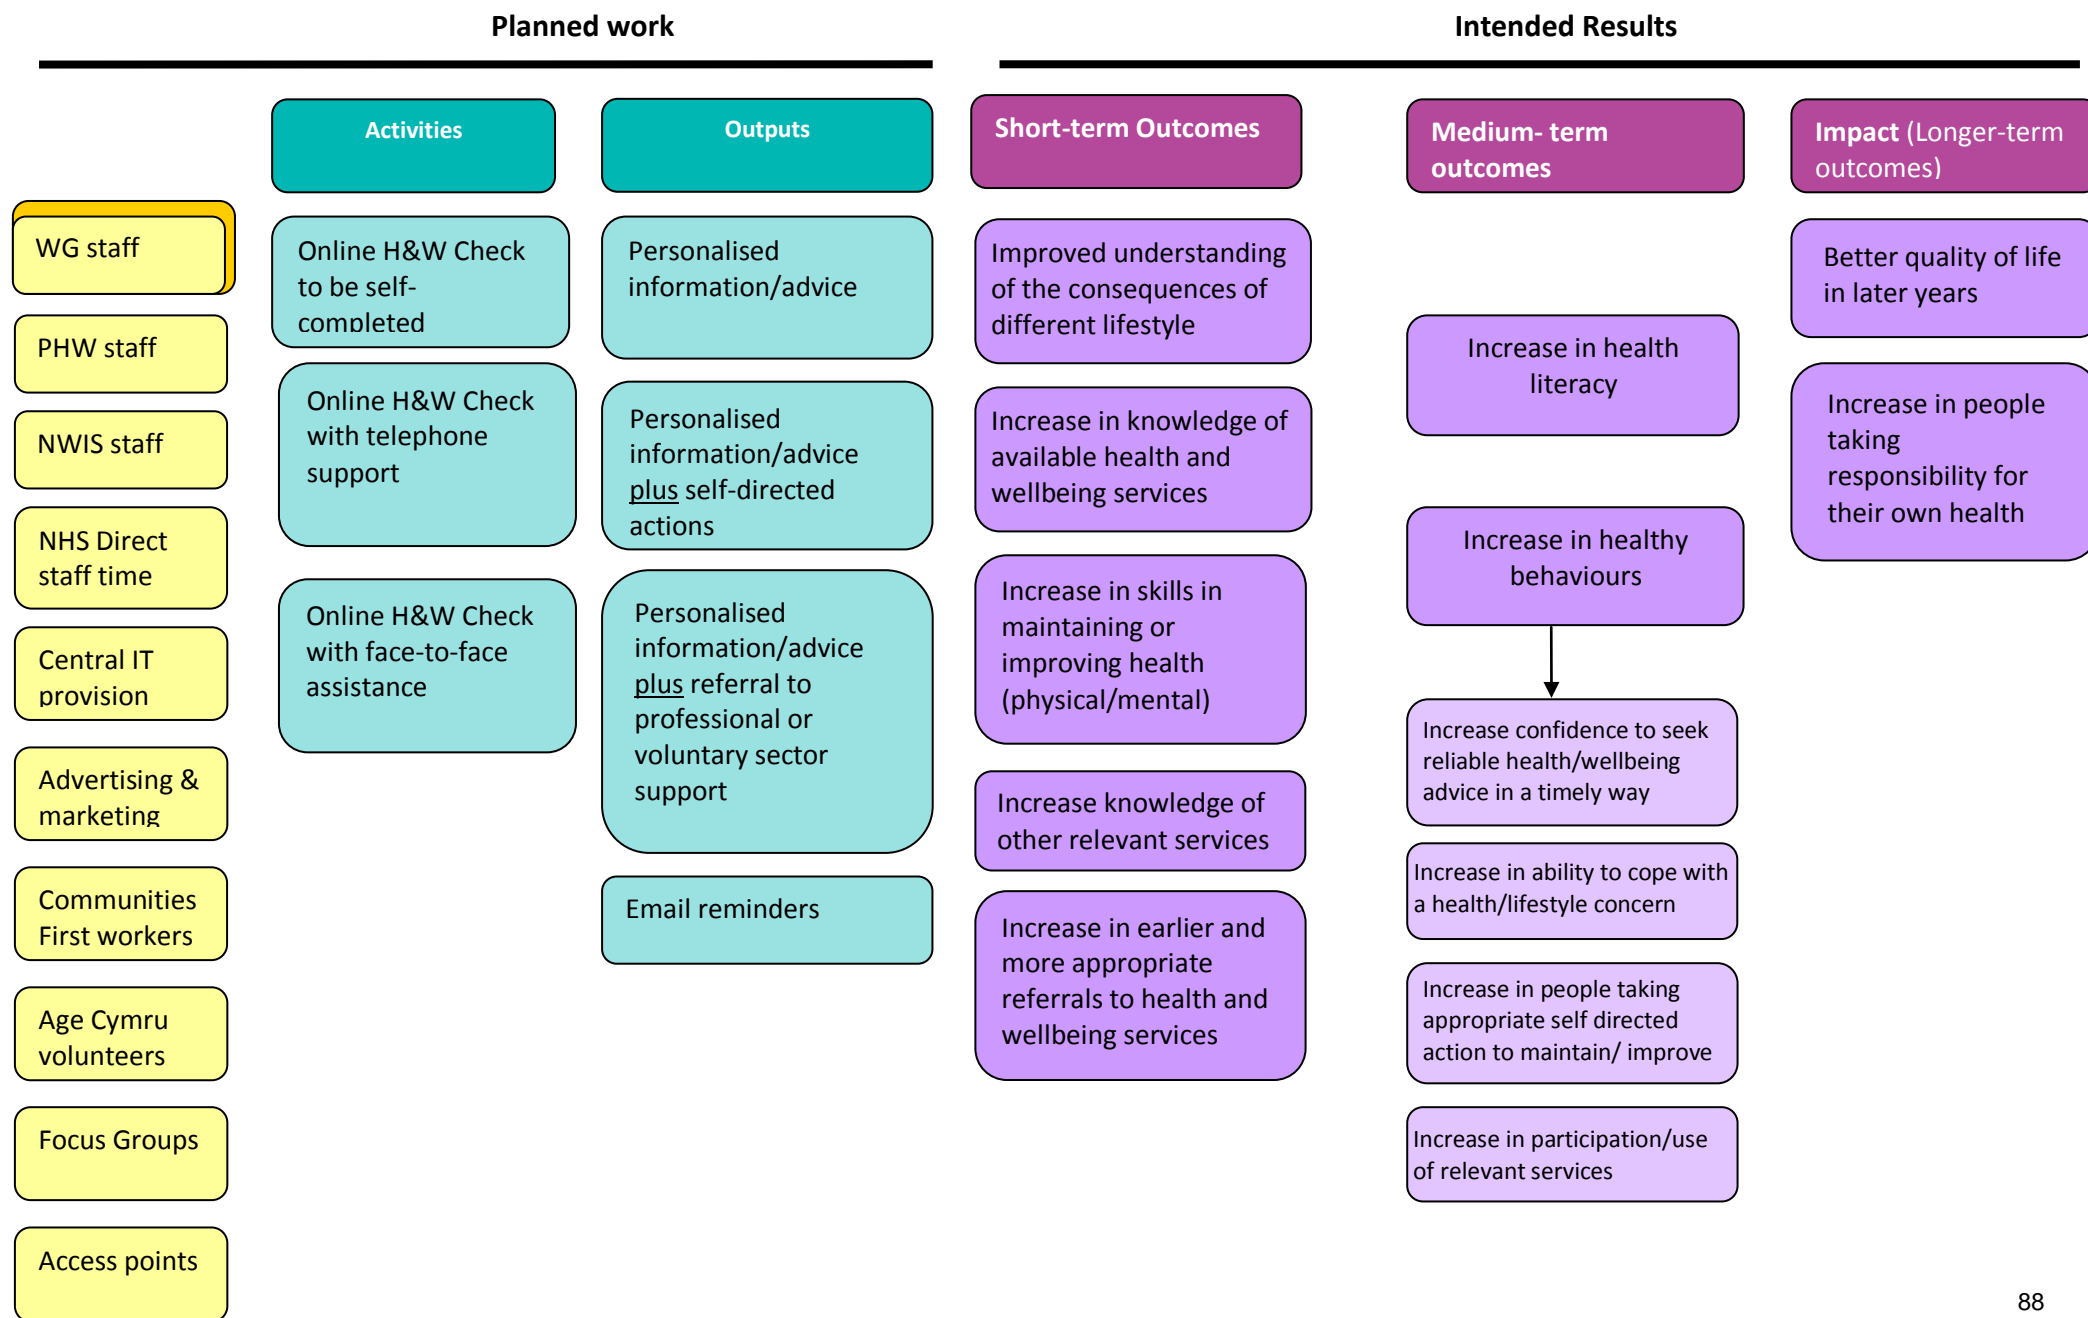 Planned work
Intended Results
Activities
Outputs
Short-term Outcomes
Medium- term
outcomes
Impact (Longer-term
outcomes)
WG staff
PHW staff
NWIS staff
NHS Direct
staff time
Central IT
provision
Advertising &
marketing
Communities
First workers
Age Cymru
volunteers
Focus Groups
Access points
Online H&W Check
to be self-
completed
Online H&W Check
with telephone
support
Online H&W Check
with face-to-face
assistance
Personalised
information/advice
Personalised
information/advice
plus self-directed
actions
Personalised
information/advice
plus referral to
professional or
voluntary sector
support
Email reminders
Improved understanding
of the consequences of
different lifestyle
Increase in knowledge of
available health and
wellbeing services
Increase in skills in
maintaining or
improving health
(physical/mental)
Increase knowledge of
other relevant services
Increase in earlier and
more appropriate
referrals to health and
wellbeing services
Increase in health
literacy
Increase in healthy
behaviours
Increase confidence to seek
reliable health/wellbeing
advice in a timely way
Increase in ability to cope with
a health/lifestyle concern
Increase in people taking
appropriate self directed
action to maintain/ improve
Increase in participation/use
of relevant services
Better quality of life
in later years
Increase in people
taking
responsibility for
their own health
88